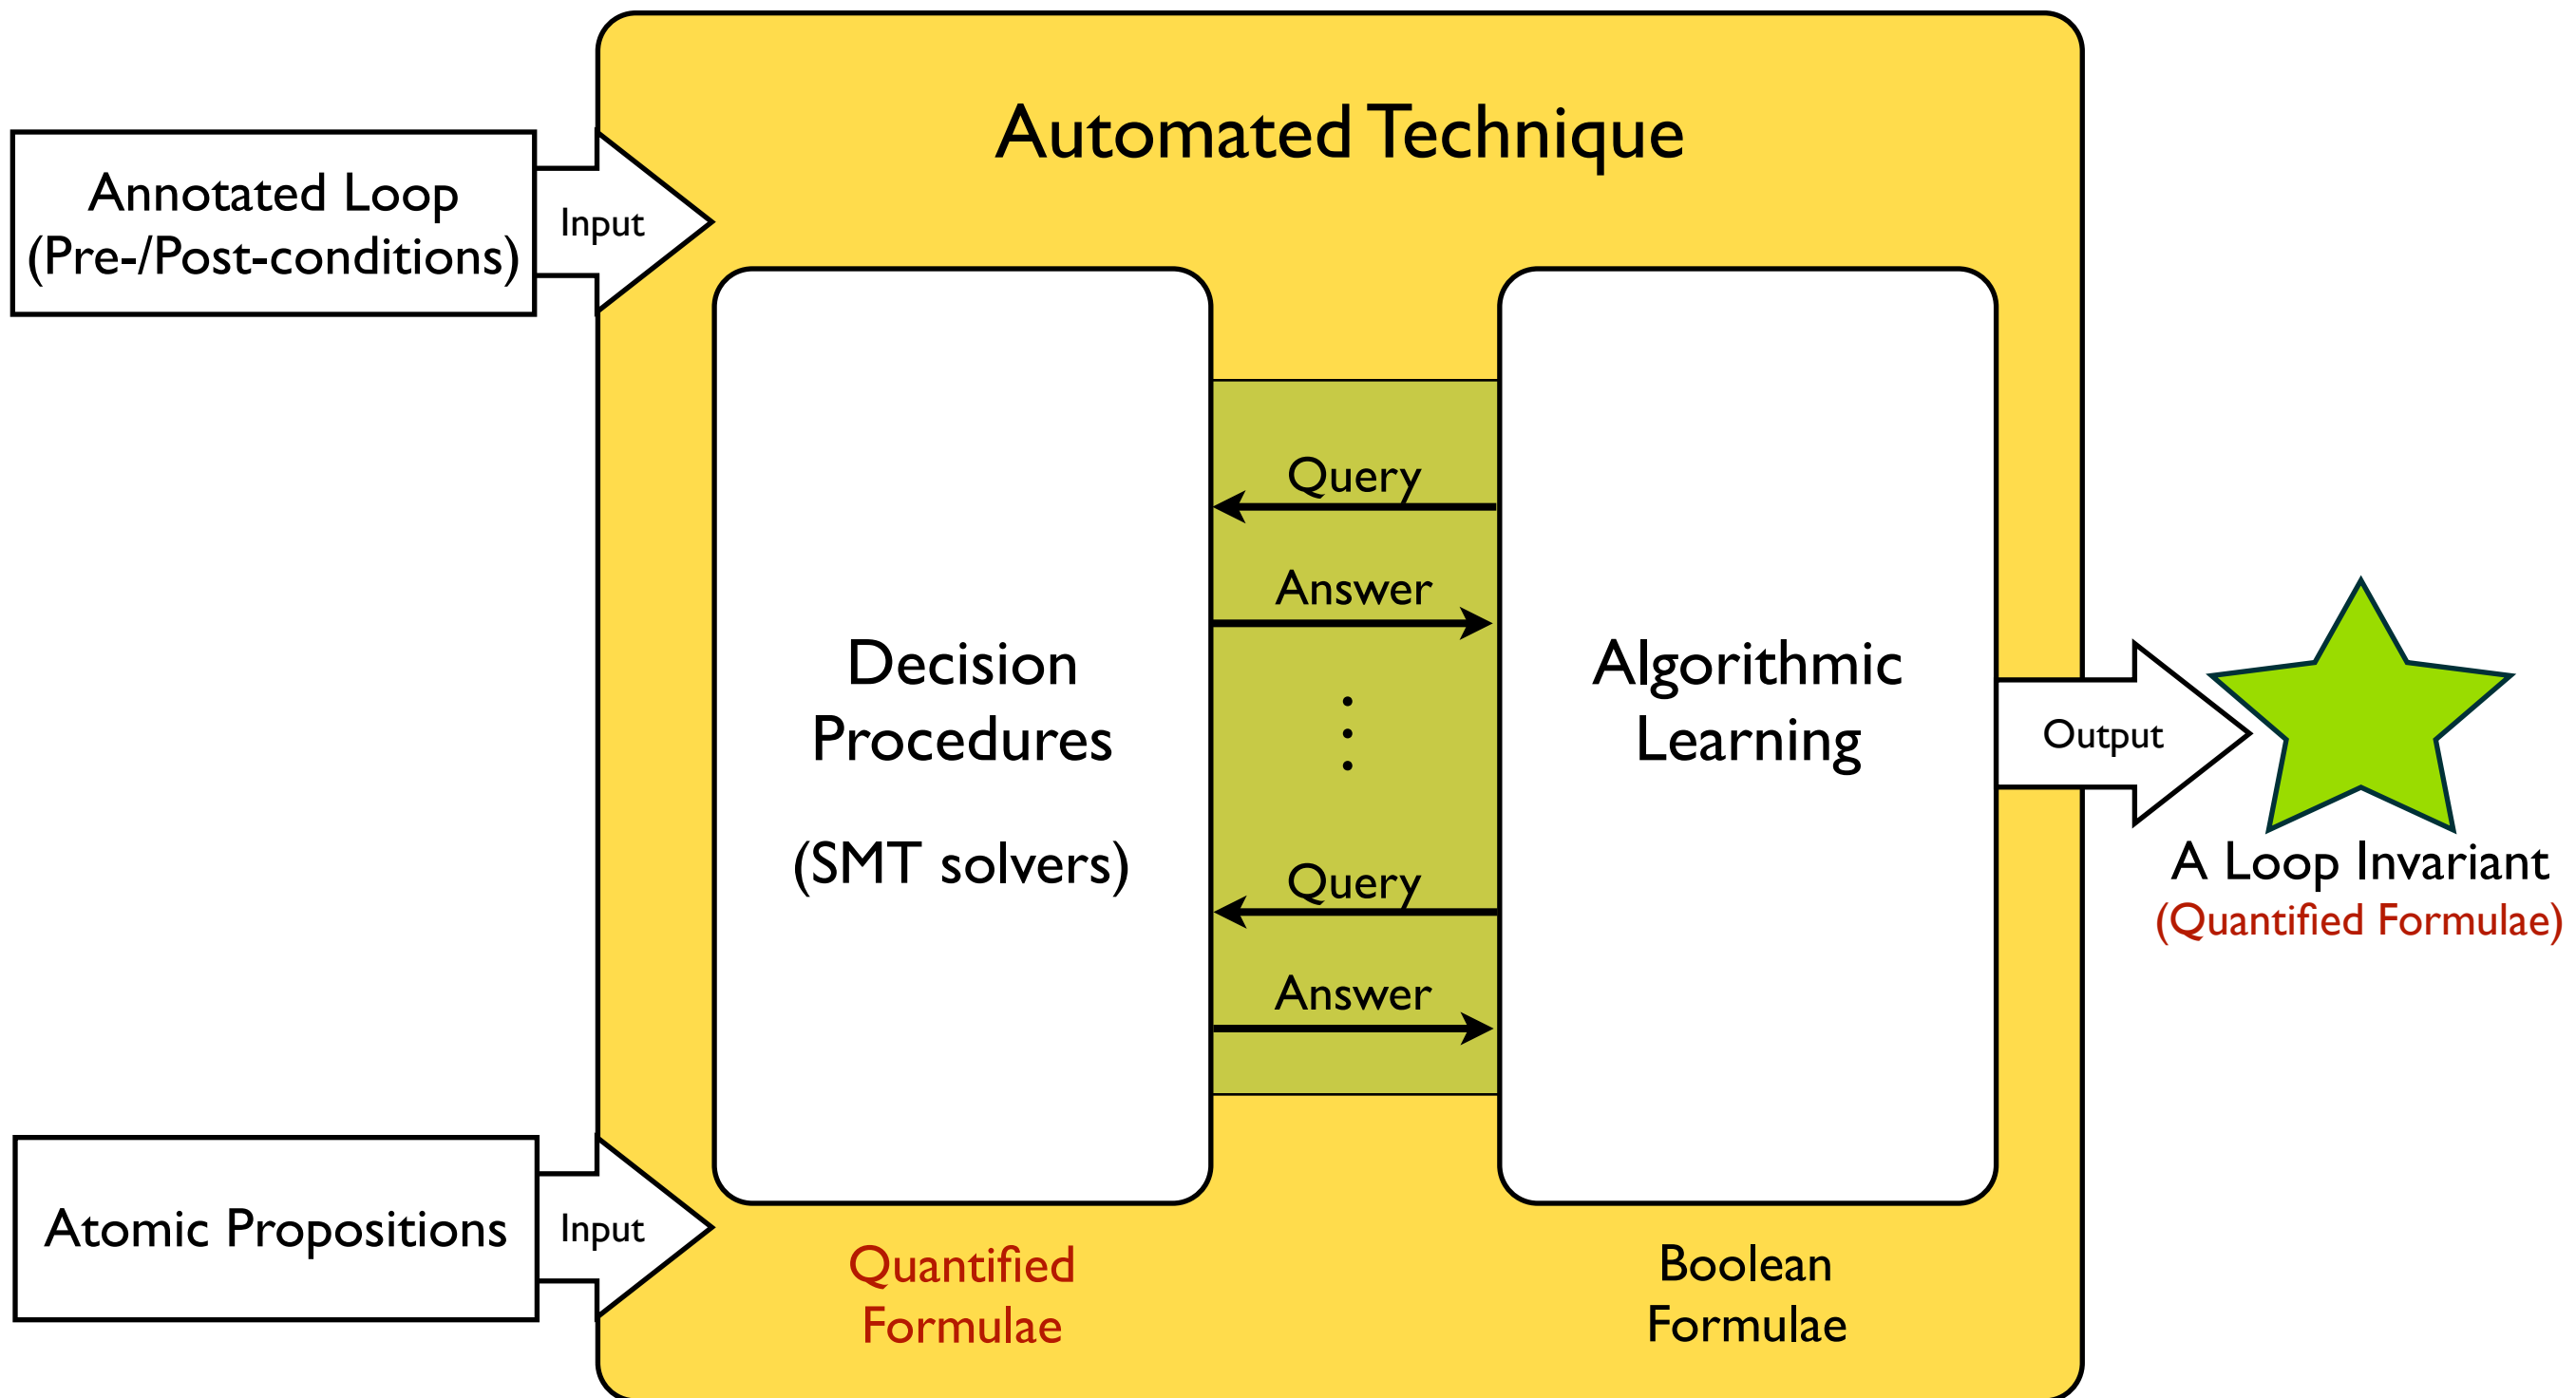 Automated Technique
Annotated Loop
(Pre-/Post-conditions)
Input
Query
Answer
Decision
Procedures
(SMT solvers)
Algorithmic
Learning
Output
Query
Answer
A Loop Invariant
(Quantified Formulae)
Atomic Propositions
Input
Quantified
Formulae
Boolean
Formulae